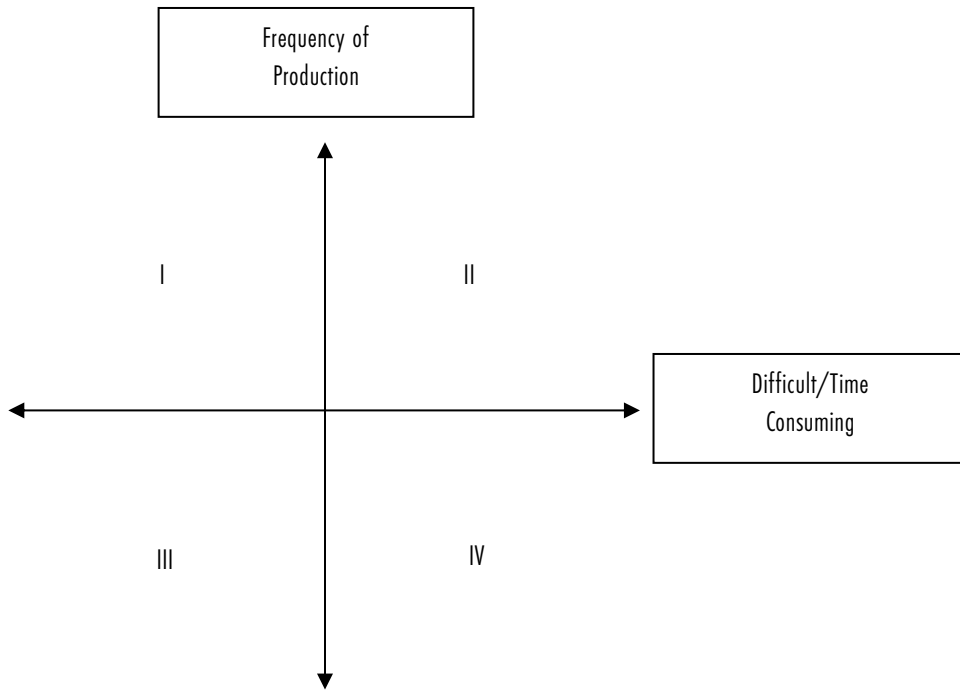 Frequency of
Production
I
II
Difficult/Time
Consuming
III
IV